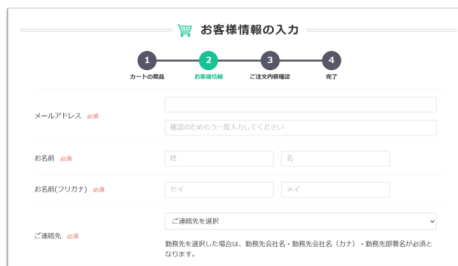 お客様情報の入力
1 2 3 4
カートの商品 お客様情報 ご注文内容確認 完了
メールアドレス 必須
確認のためもう一度入力してください
お名前 必須 姓 名
お名前(フリガナ) 必須 セイ メイ
ご連絡先を選択
ご連絡先 必須
勤務先を選択した場合は、勤務先会社名・勤務先会社名（カナ）・勤務先部署名が必須と
なります。